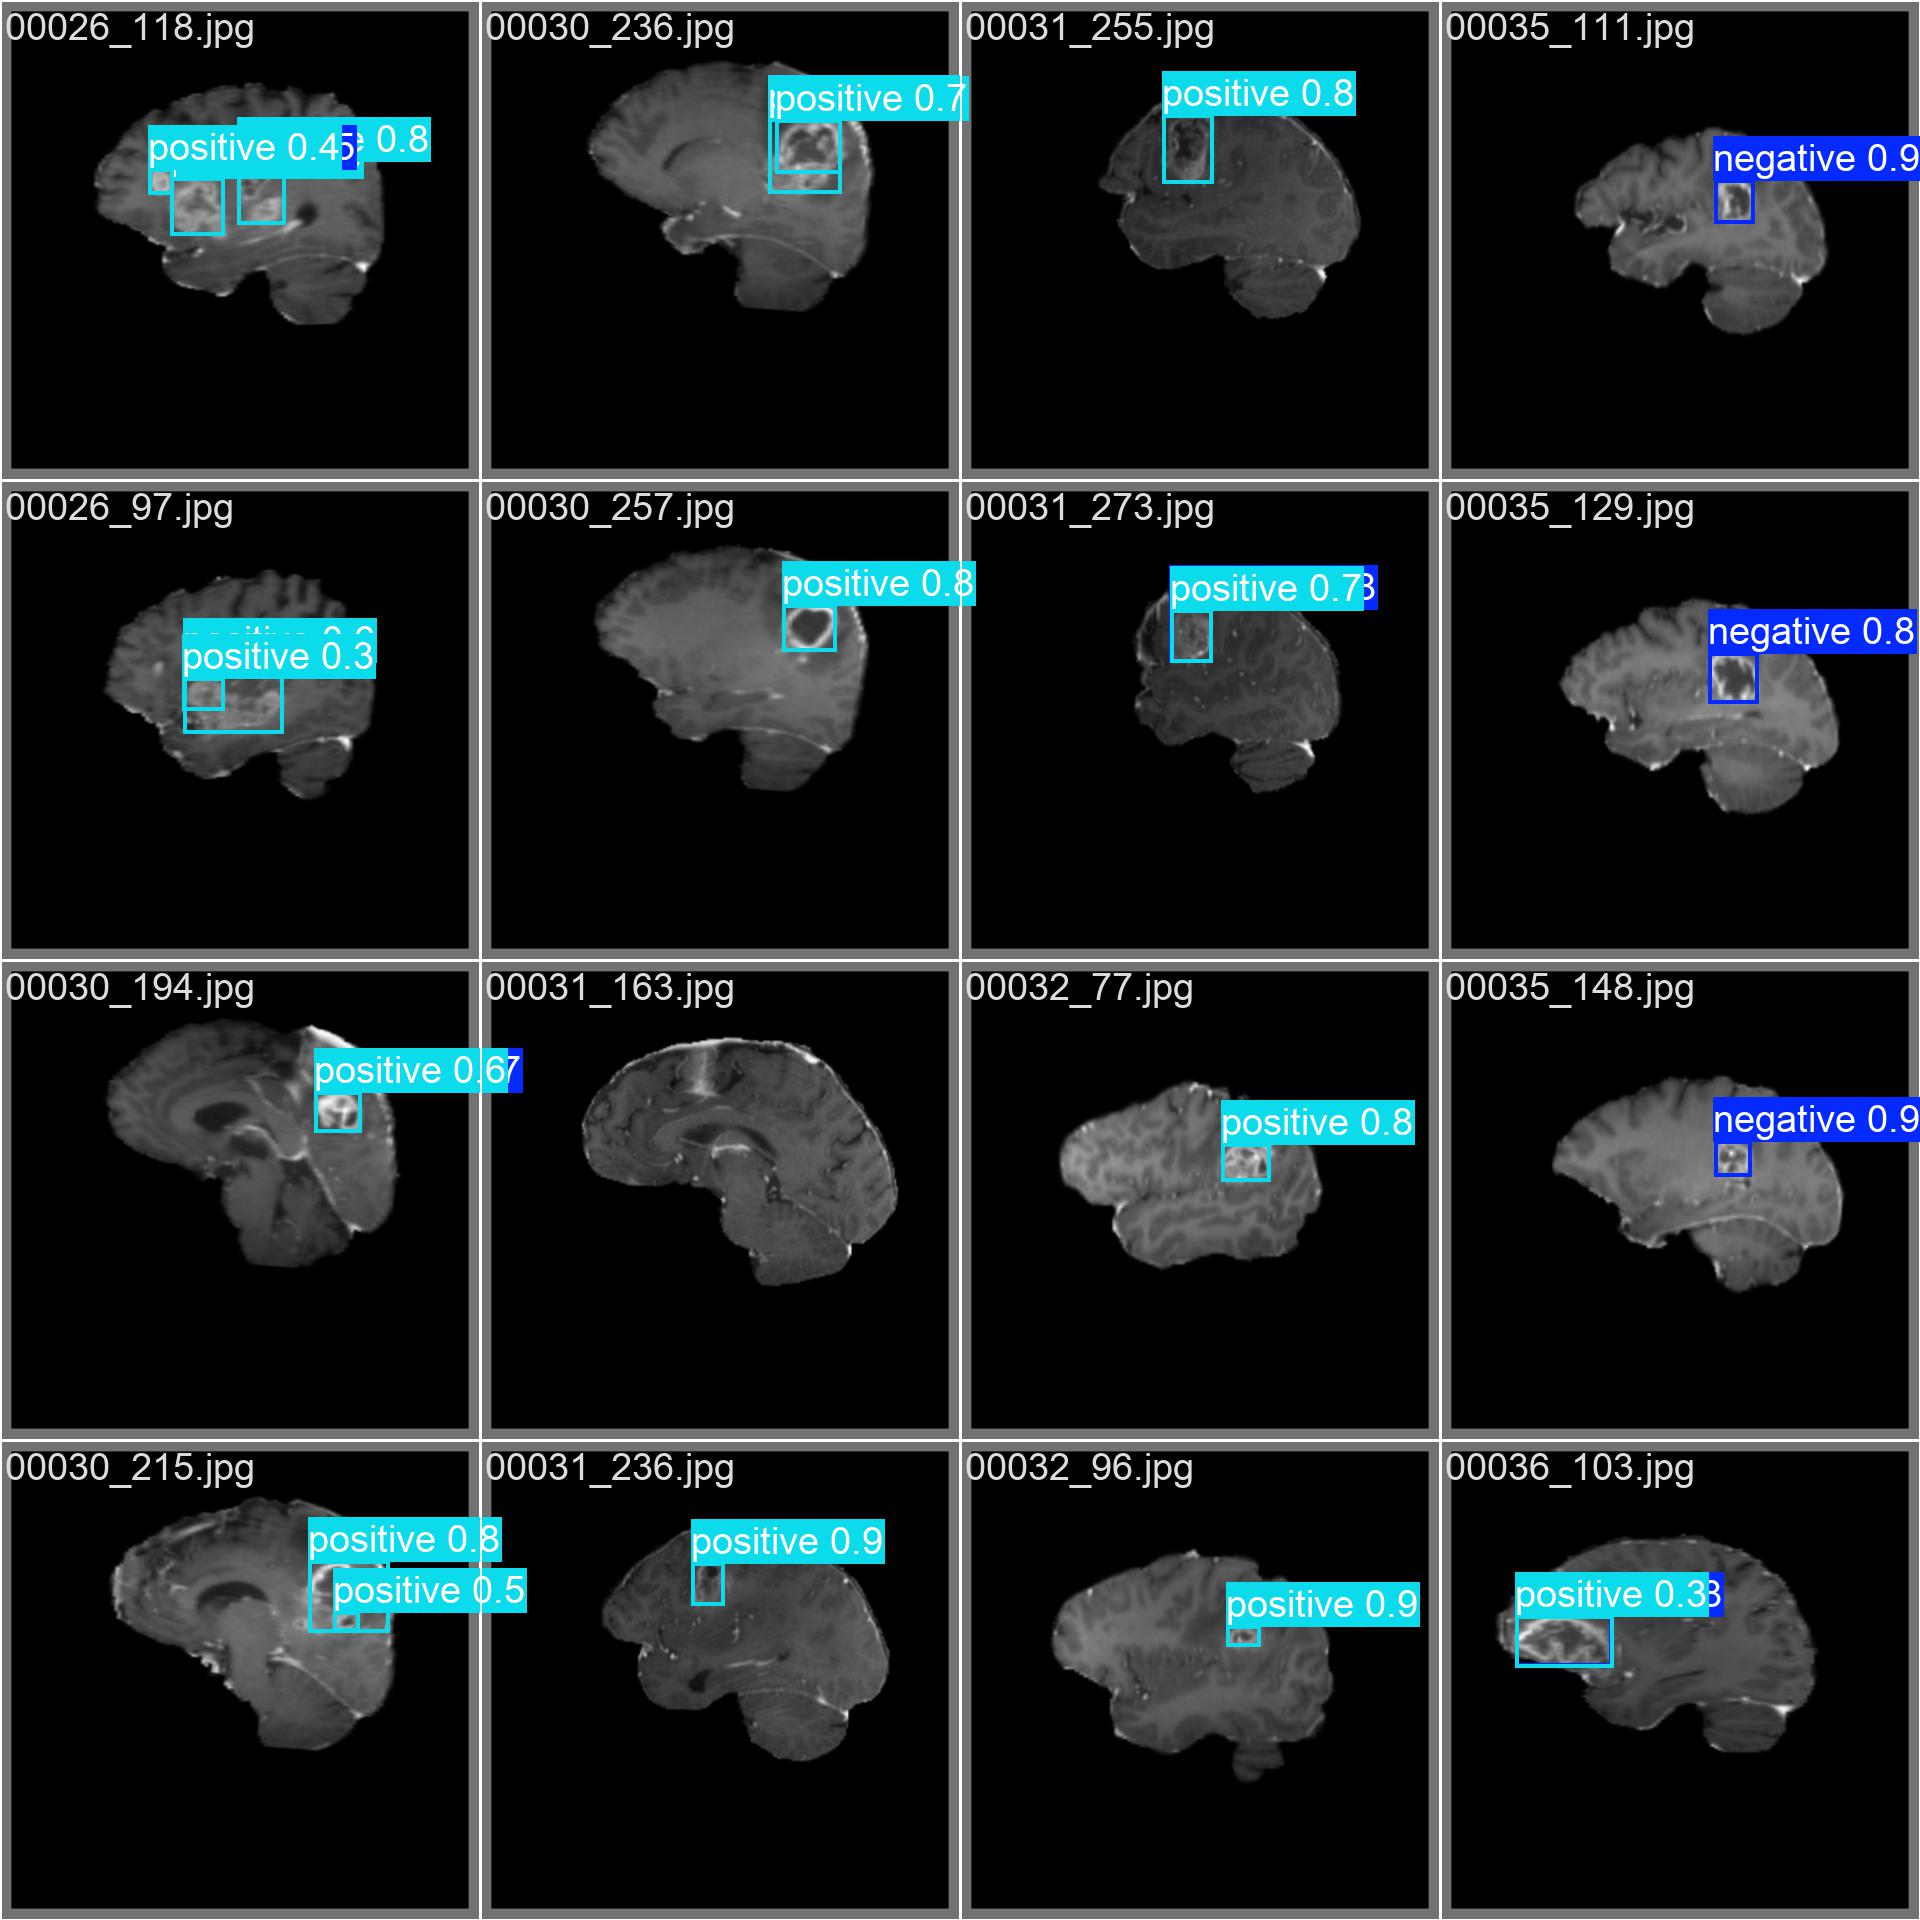 00026_118.jpg
positive 0.45
0.8
00030_236.jpg
positive 0.7
00031_255.jpg
positive 0.8
00035_111.jpg
negative 0.9
00026_97.jpg
positive 0.3
00030_257.jpg
positive 0.8
00031_273.jpg
positive 0.7
00035_129.jpg
negative 0.8
00030_194.jpg
positive 0.6
00031_163.jpg
00032_77.jpg
positive 0.8
00035_148.jpg
negative 0.9
00030_215.jpg
positive 0.8
positive 0.5
00031_236.jpg
positive 0.9
00032_96.jpg
positive 0.9
00036_103.jpg
positive 0.3